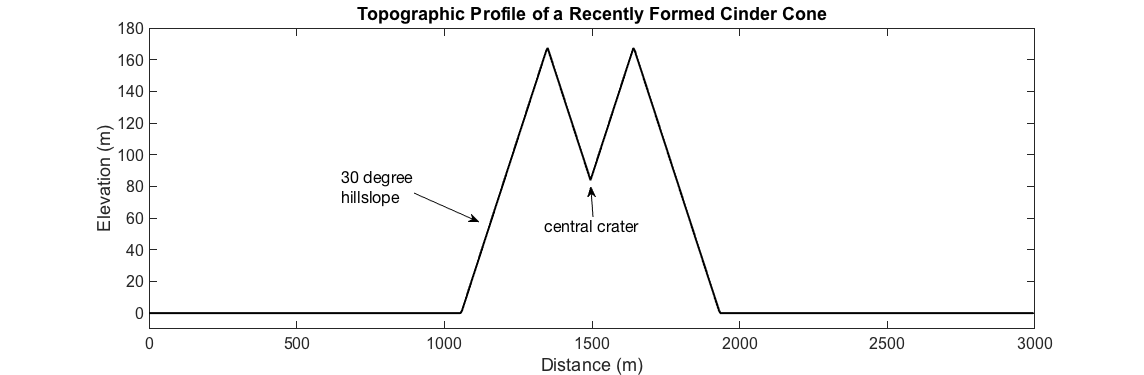 Topographic Profile of a Recently Formed Cinder Cone
180
160
140
120
100
80
60
40
20
0
Elevation (m)
30 degree
hillslope
central crater
0 500 1000 1500 2000 2500 3000
Distance (m)